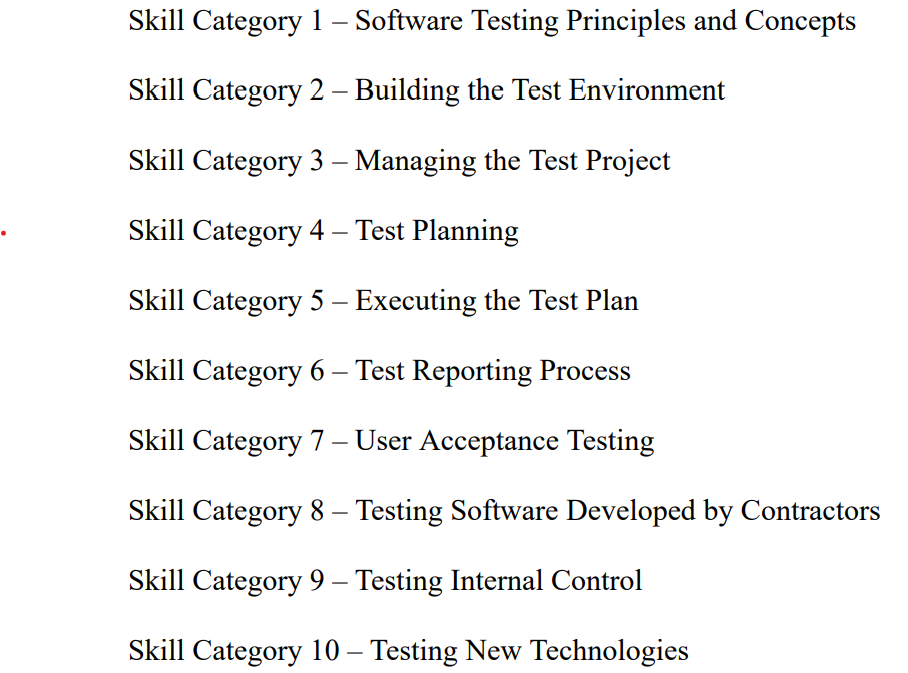 Skill Category 1 – Software Testing Principles and Concepts
Skill Category 2 – Building the Test Environment
Skill Category 3 – Managing the Test Project
Skill Category 4 – Test Planning
Skill Category 5 – Executing the Test Plan
Skill Category 6 – Test Reporting Process
Skill Category 7 – User Acceptance Testing
Skill Category 8 – Testing Software Developed by Contractors
Skill Category 9 – Testing Internal Control
Skill Category 10 – Testing New Technologies